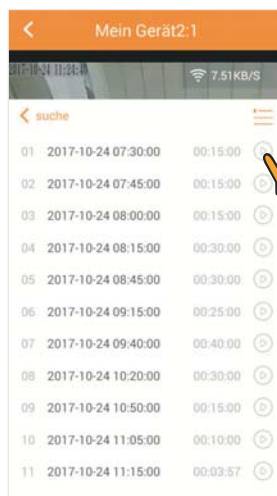 Mein Gerät2:1
2017-10-24 11:24:40
7.51KB/S
suche
01 2017-10-24 07:30:00 00:15:00
02 2017-10-24 07:45:00 00:15:00
03 2017-10-24 08:00:00 00:15:00
04 2017-10-24 08:15:00 00:30:00
05 2017-10-24 08:45:00 00:30:00
06 2017-10-24 09:15:00 00:25:00
07 2017-10-24 09:40:00 00:40:00
08 2017-10-24 10:20:00 00:30:00
09 2017-10-24 10:50:00 00:15:00
10 2017-10-24 11:05:00 00:10:00
11 2017-10-24 11:15:00 00:03:57